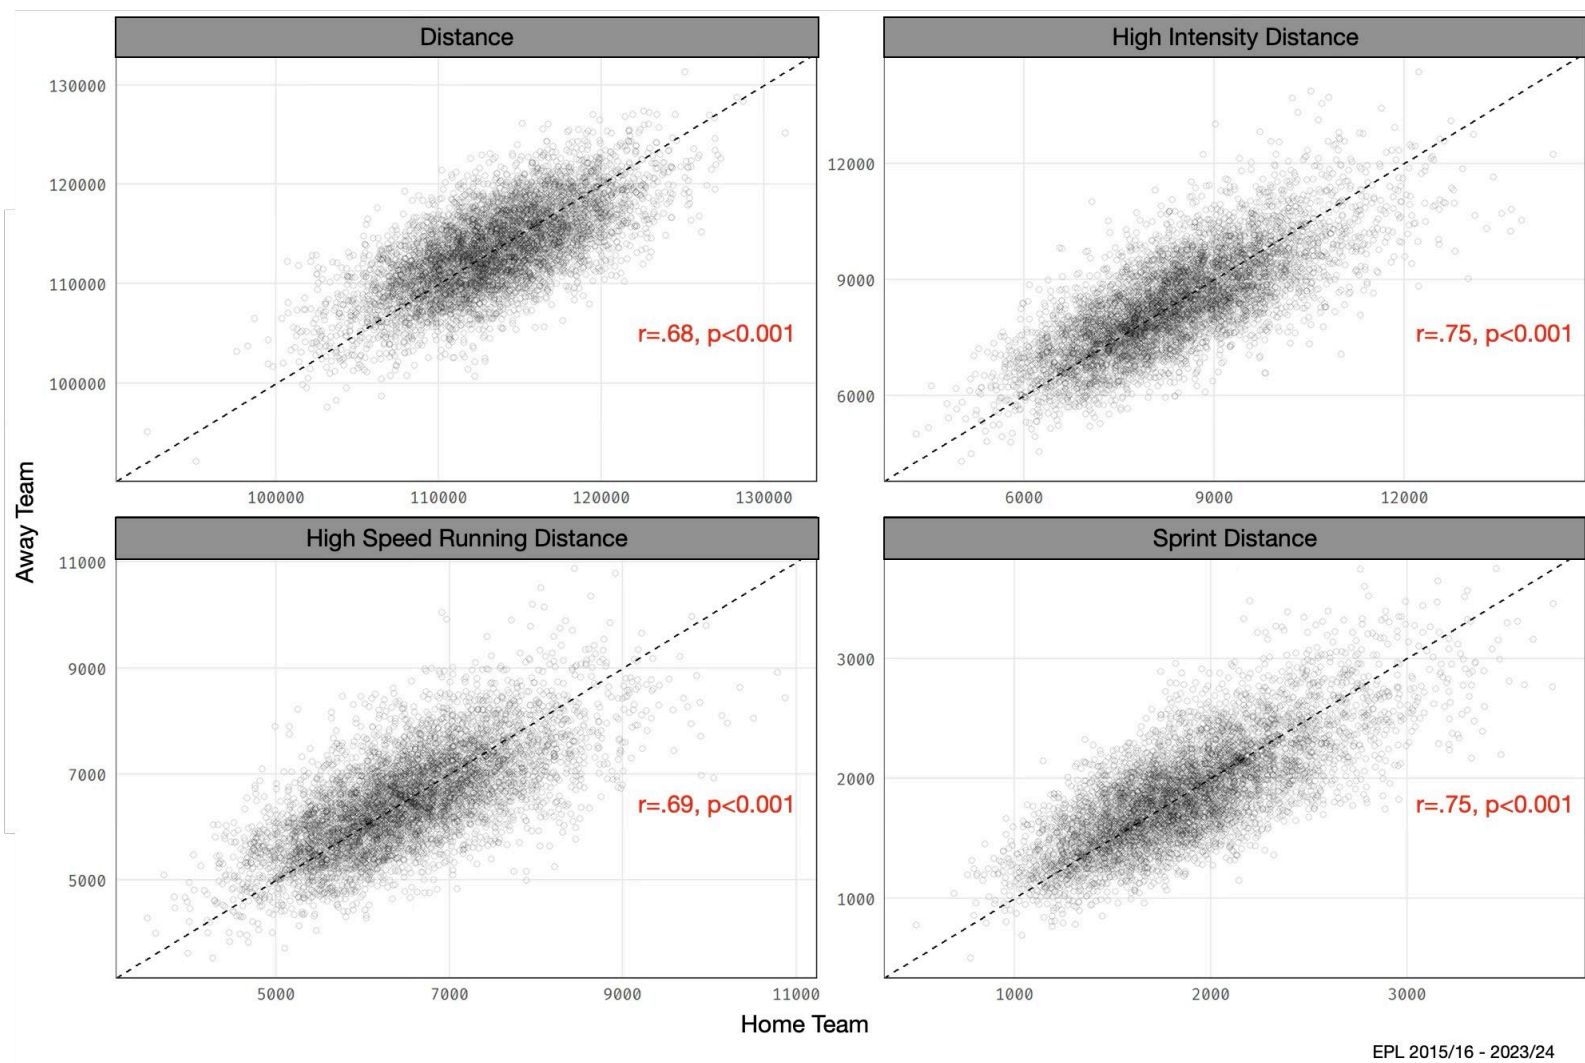 Distance
High Intensity Distance
130000
120000
110000
100000
r=.68, p<0.001
100000 110000 120000 130000
12000
9000
6000
r=.75, p<0.001
6000 9000 12000
High Speed Running Distance
Sprint Distance
11000
9000
7000
5000
r=.69, p<0.001
5000 7000 9000 11000
3000
2000
1000
r=.75, p<0.001
1000 2000 3000
Away Team
Home Team
EPL 2015/16 - 2023/24